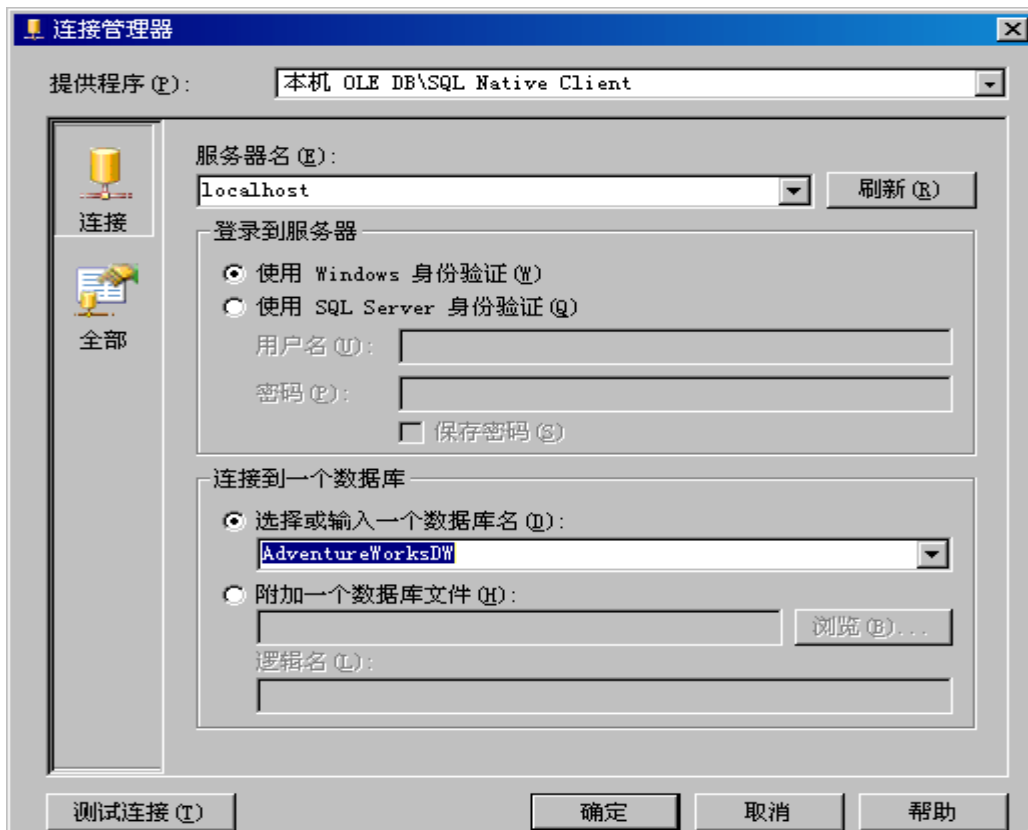 连接管理器
提供程序(P): 本机 OLE DB\SQL Native Client
连接
全部
服务器名(E):
localhost 刷新(R)
登录到服务器
使用 Windows 身份验证(W)
使用 SQL Server 身份验证(Q)
用户名(U):
密码(P):
保存密码(S)
连接到一个数据库
选择或输入一个数据库名(D):
AdventureWorksDW
附加一个数据库文件(H):
浏览(B)...
逻辑名(L):
测试连接(T) 确定 取消 帮助